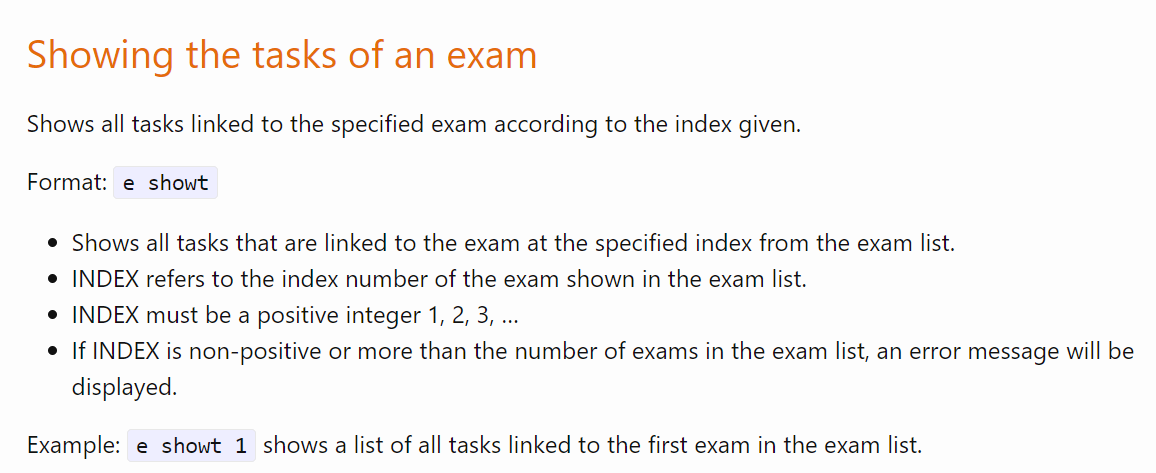 Showing the tasks of an exam
Shows all tasks linked to the specified exam according to the index given.
Format: e showt
• Shows all tasks that are linked to the exam at the specified index from the exam list.
• INDEX refers to the index number of the exam shown in the exam list.
• INDEX must be a positive integer 1, 2, 3, …
• If INDEX is non-positive or more than the number of exams in the exam list, an error message will be
displayed.
Example: e showt 1 shows a list of all tasks linked to the first exam in the exam list.